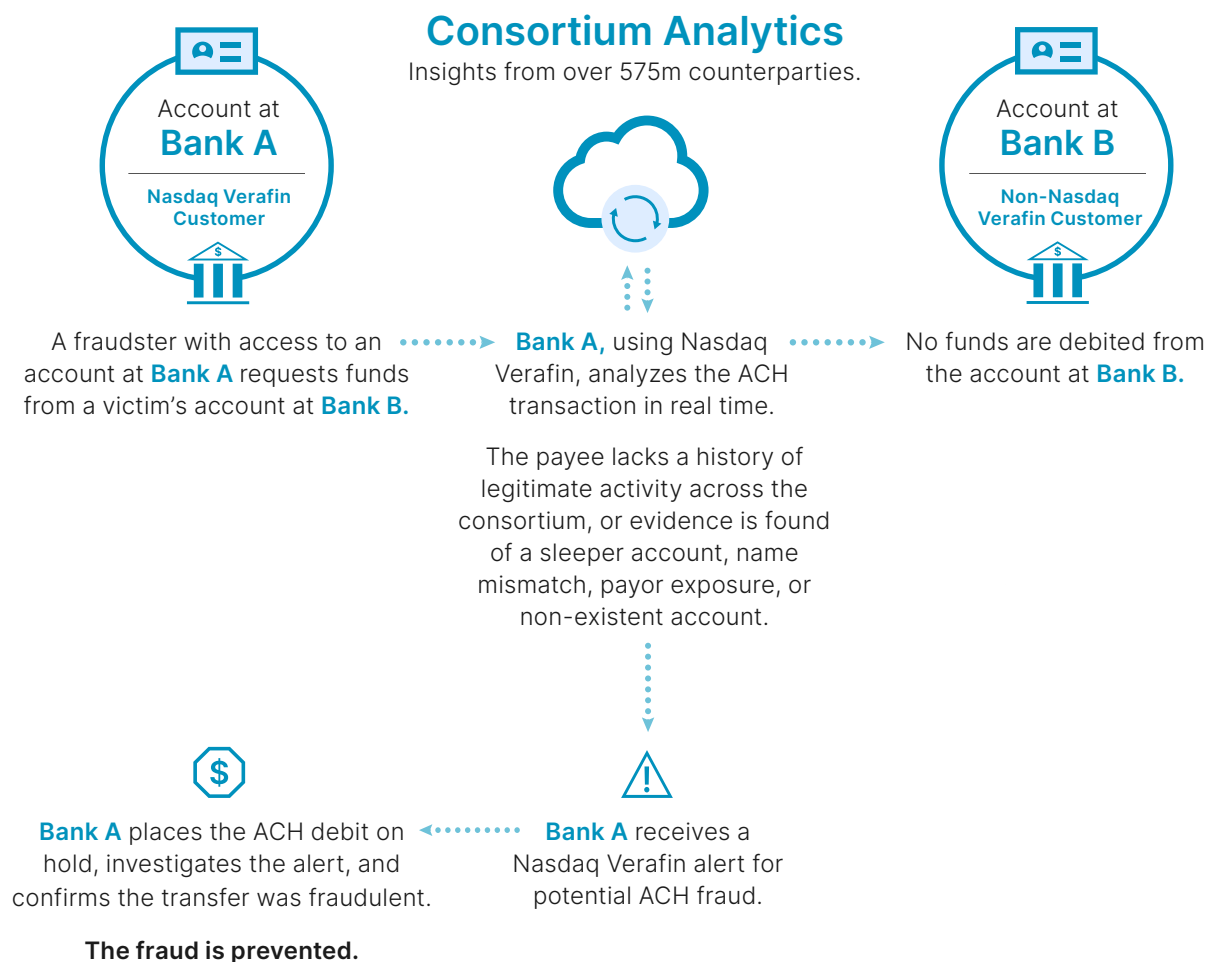 Consortium Analytics
Insights from over 575m counterparties.
Account at
Bank A
Nasdaq Verafin
Customer
$
Account at
Bank B
Non-Nasdaq
Verafin Customer
$
A fraudster with access to an
account at Bank A requests funds
from a victim’s account at Bank B.
Bank A, using Nasdaq
Verafin, analyzes the ACH
transaction in real time.
No funds are debited from
the account at Bank B.
The payee lacks a history of
legitimate activity across the
consortium, or evidence is found
of a sleeper account, name
mismatch, payor exposure, or
non-existent account.
!
Bank A receives a
Nasdaq Verafin alert for
potential ACH fraud.
$
Bank A places the ACH debit on
hold, investigates the alert, and
confirms the transfer was fraudulent.
The fraud is prevented.